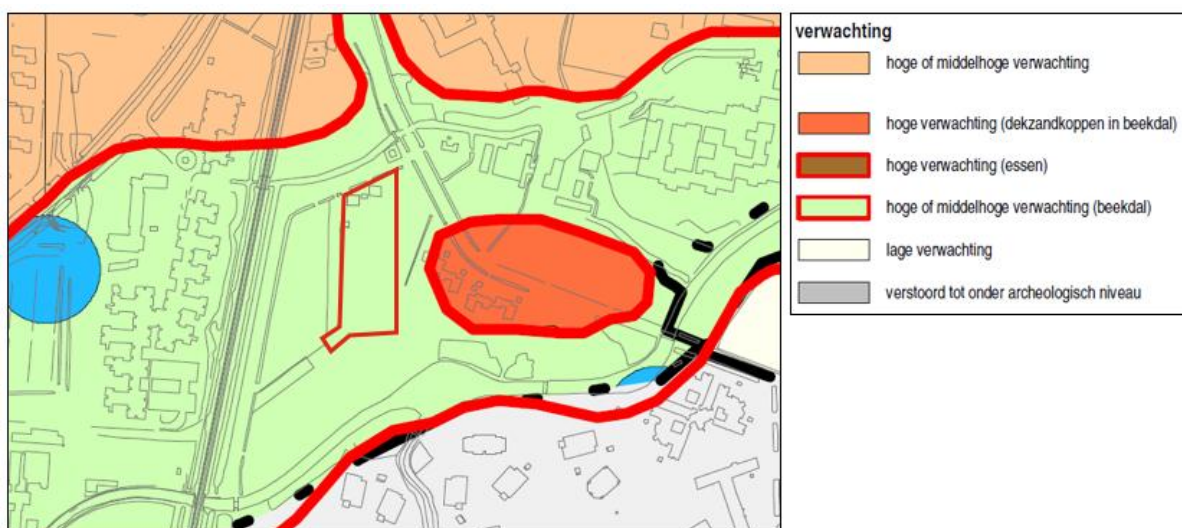 verwachting
hoge of middelhoge verwachting
hoge verwachting (dekzandkoppen in beekdal)
hoge verwachting (essen)
hoge of middelhoge verwachting (beekdal)
lage verwachting
verstoord tot onder archeologisch niveau